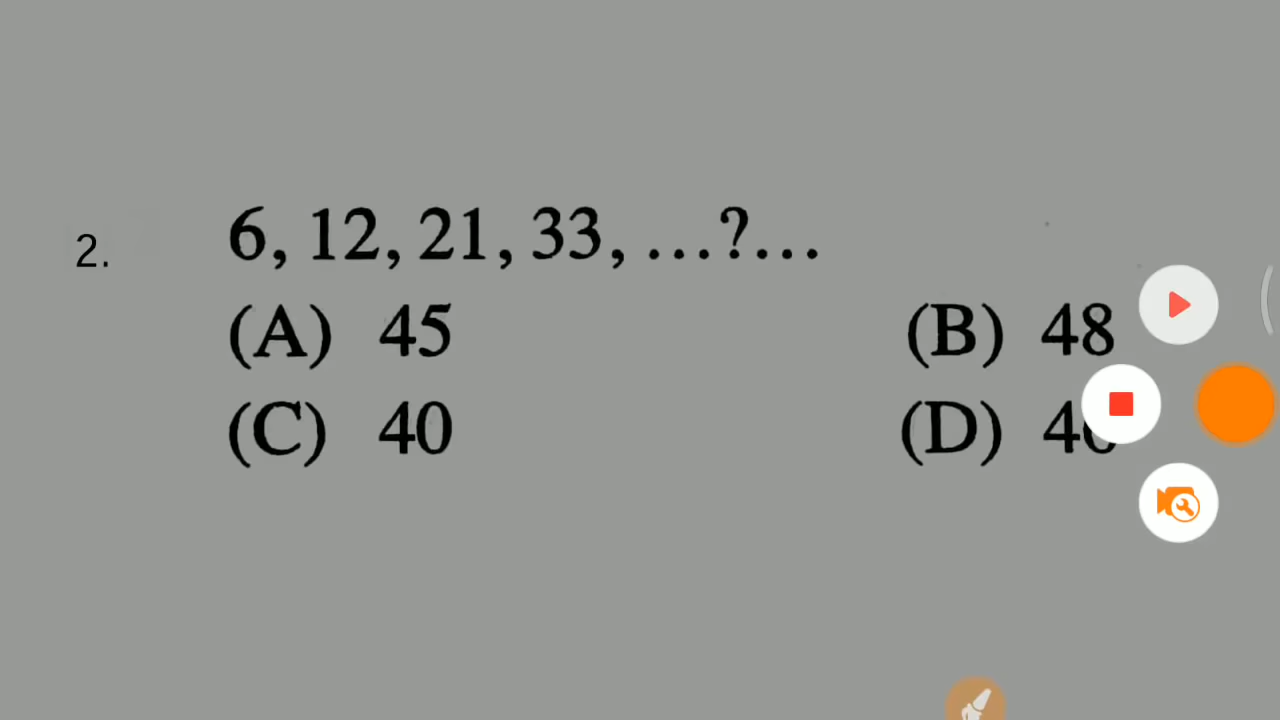 2. 6, 12, 21, 33, ...?...
(A) 45 (B) 48
(C) 40 (D)